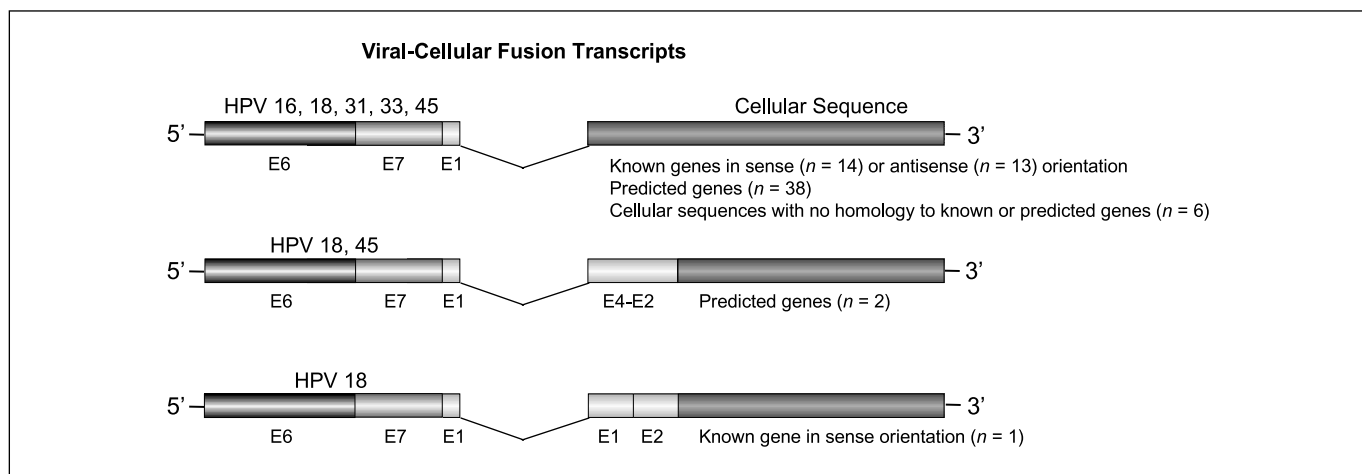 Viral-Cellular Fusion Transcripts
HPV 16, 18, 31, 33, 45 Cellular Sequence
5’ 3’
E6 E7 E1
Known genes in sense (n = 14) or antisense (n = 13) orientation
Predicted genes (n = 38)
Cellular sequences with no homology to known or predicted genes (n = 6)
HPV 18, 45
5’ 3’
E6 E7 E1 E4-E2 Predicted genes (n = 2)
HPV 18
5’ 3’
E6 E7 E1 E1 E2 Known gene in sense orientation (n = 1)